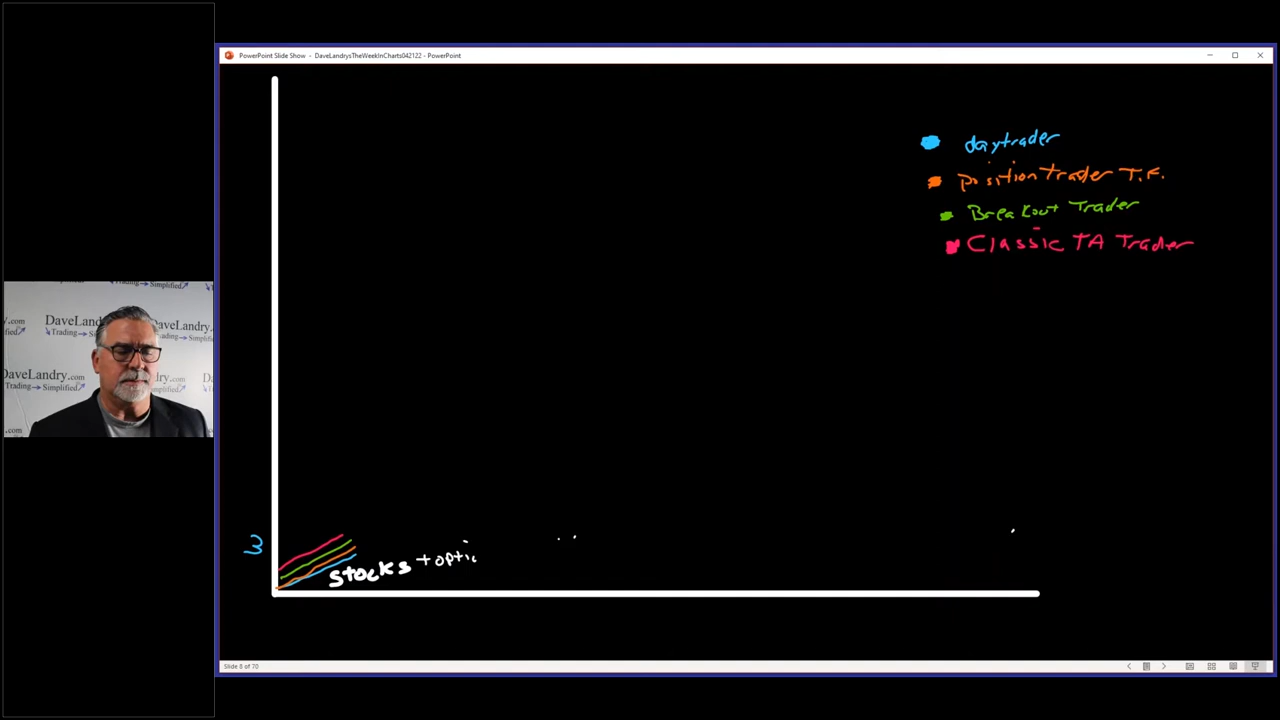 PowerPoint Slide Show - DaveLandrysTheWeekInCharts042122 - PowerPoint
daytrader
Position Trader T.F.
Breakout Trader
Classic TA Trader
DaveLandry.com
Trading Simplified
3
Stocks + optic
Slide 8 of 70